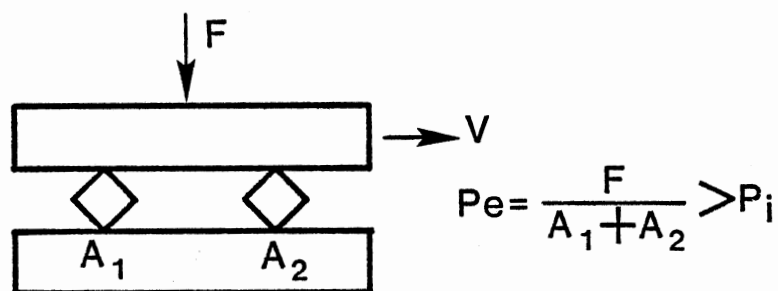 F
V
Pe = F / (A₁ + A₂) > Pᵢ
A₁ A₂